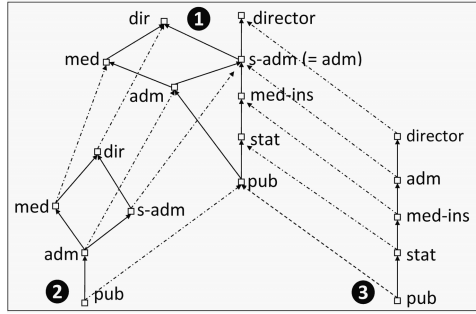 dir
1
director
med
s-adm (= adm)
adm
med-ins
stat
pub
dir
med
s-adm
adm
2
pub
director
adm
med-ins
stat
3
pub